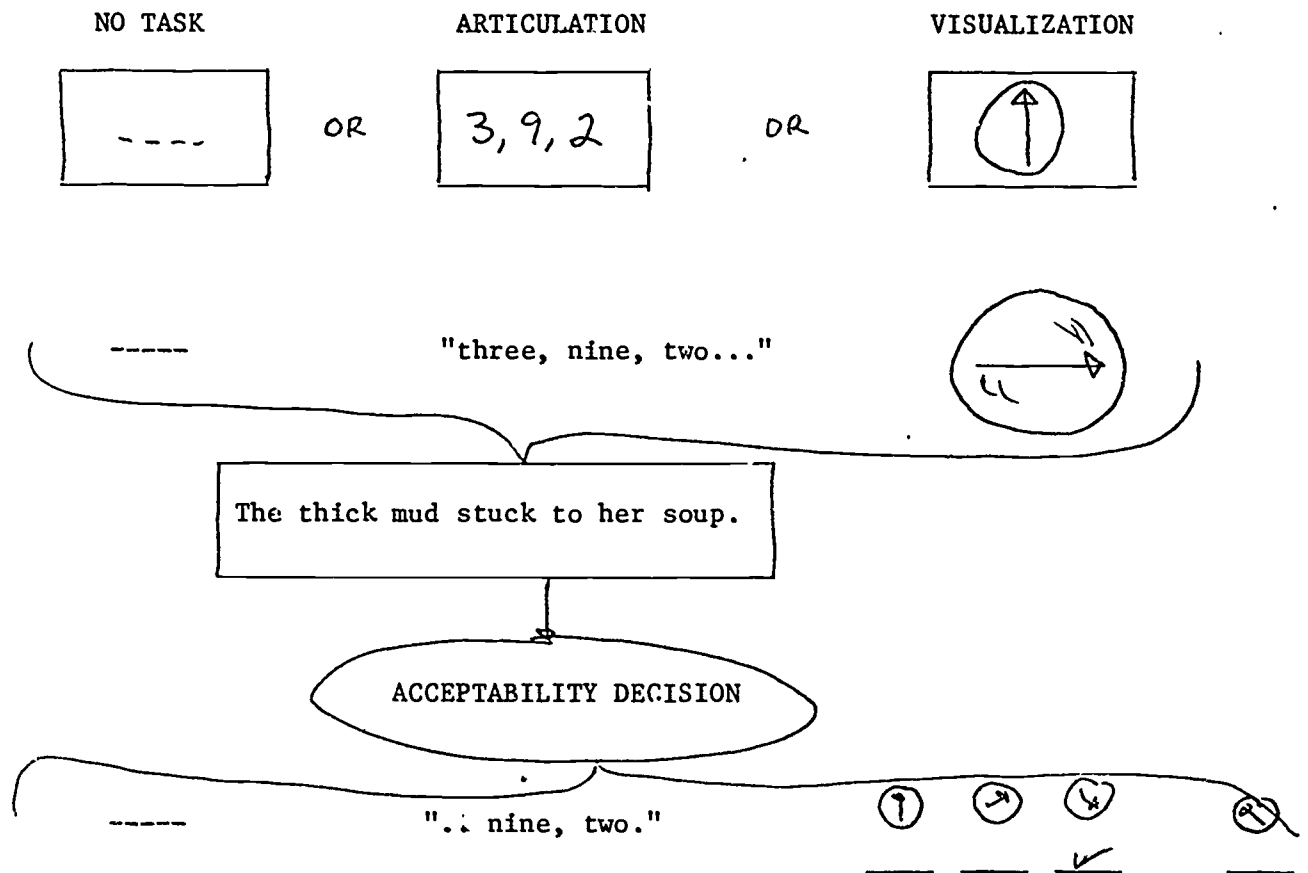 NO TASK ARTICULATION VISUALIZATION
---- OR 3, 9, 2 OR
----- "three, nine, two..."
The thick mud stuck to her soup.
ACCEPTABILITY DECISION
----- ".. nine, two."